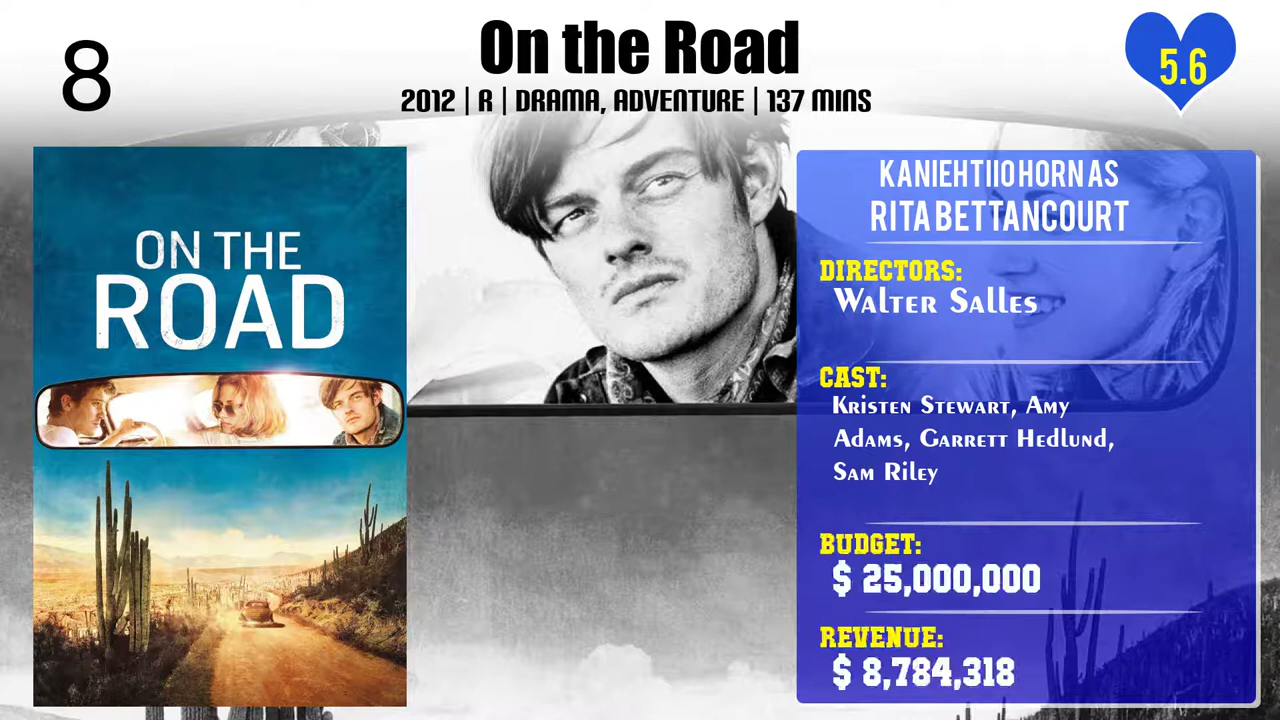 8
On the Road
5.6
2012 | R | DRAMA, ADVENTURE | 137 MINS
ON THE
ROAD
KANIEHTIIO HORN AS
RITA BETTANCOURT
DIRECTORS:
Walter Salles
CAST:
Kristen Stewart, Amy
Adams, Garrett Hedlund,
Sam Riley
BUDGET:
$ 25,000,000
REVENUE:
$ 8,784,318